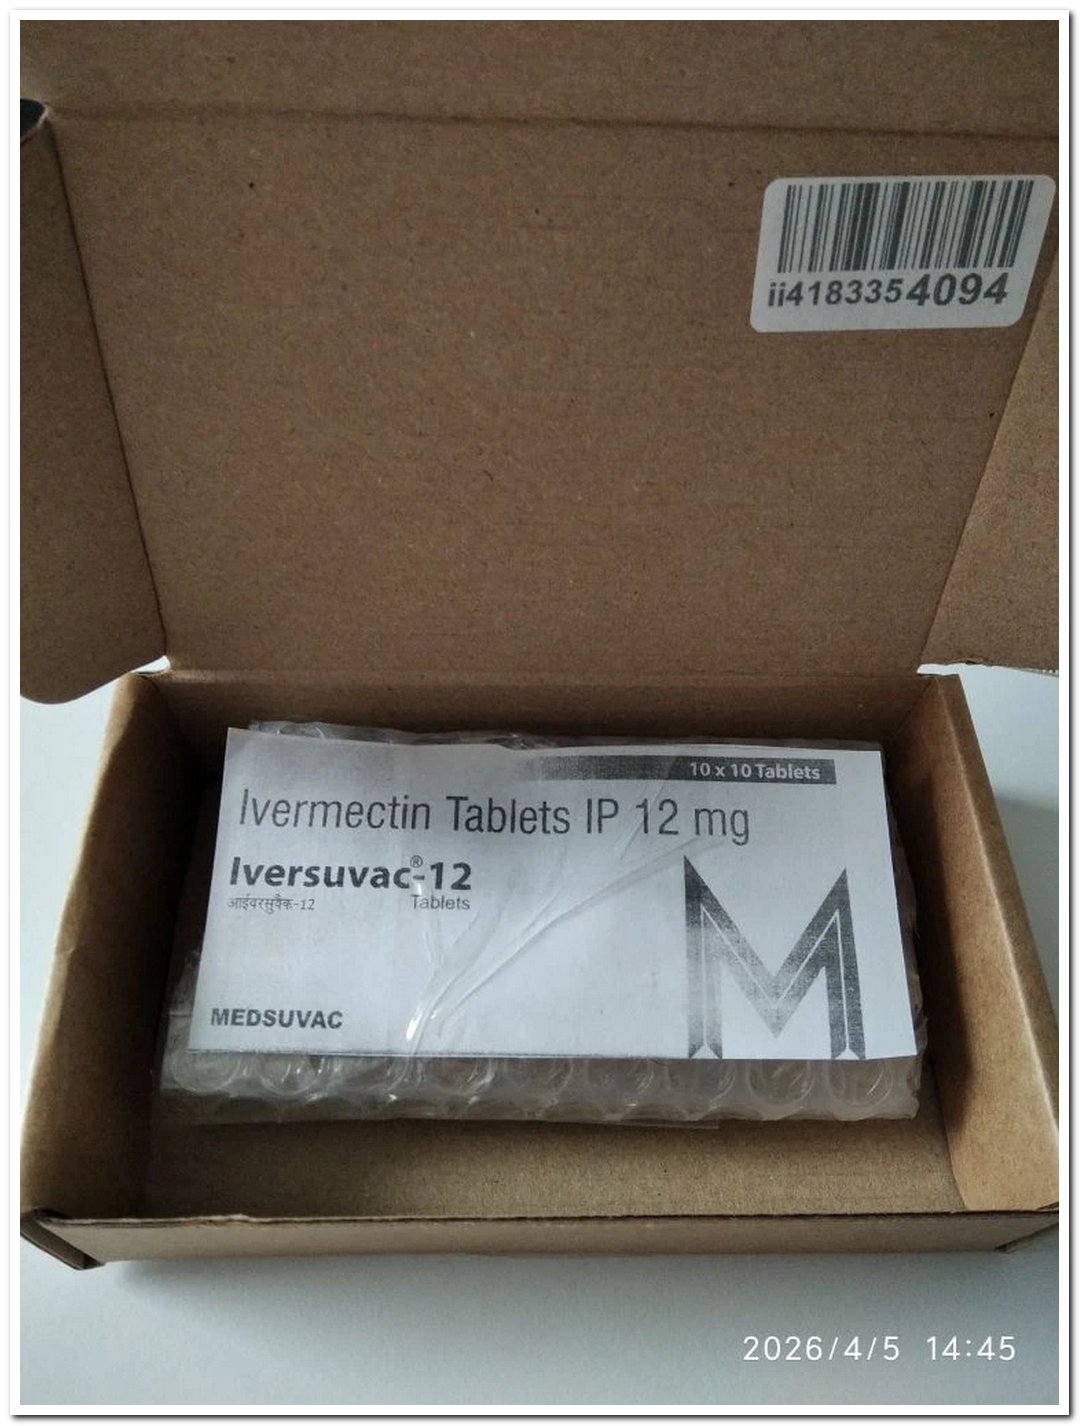 ii4183354094
10 x 10 Tablets
Ivermectin Tablets IP 12 mg
Iversuvac®-12
आईवरसुवैक-12 Tablets
MEDSUVAC
M
2026/4/5 14:45